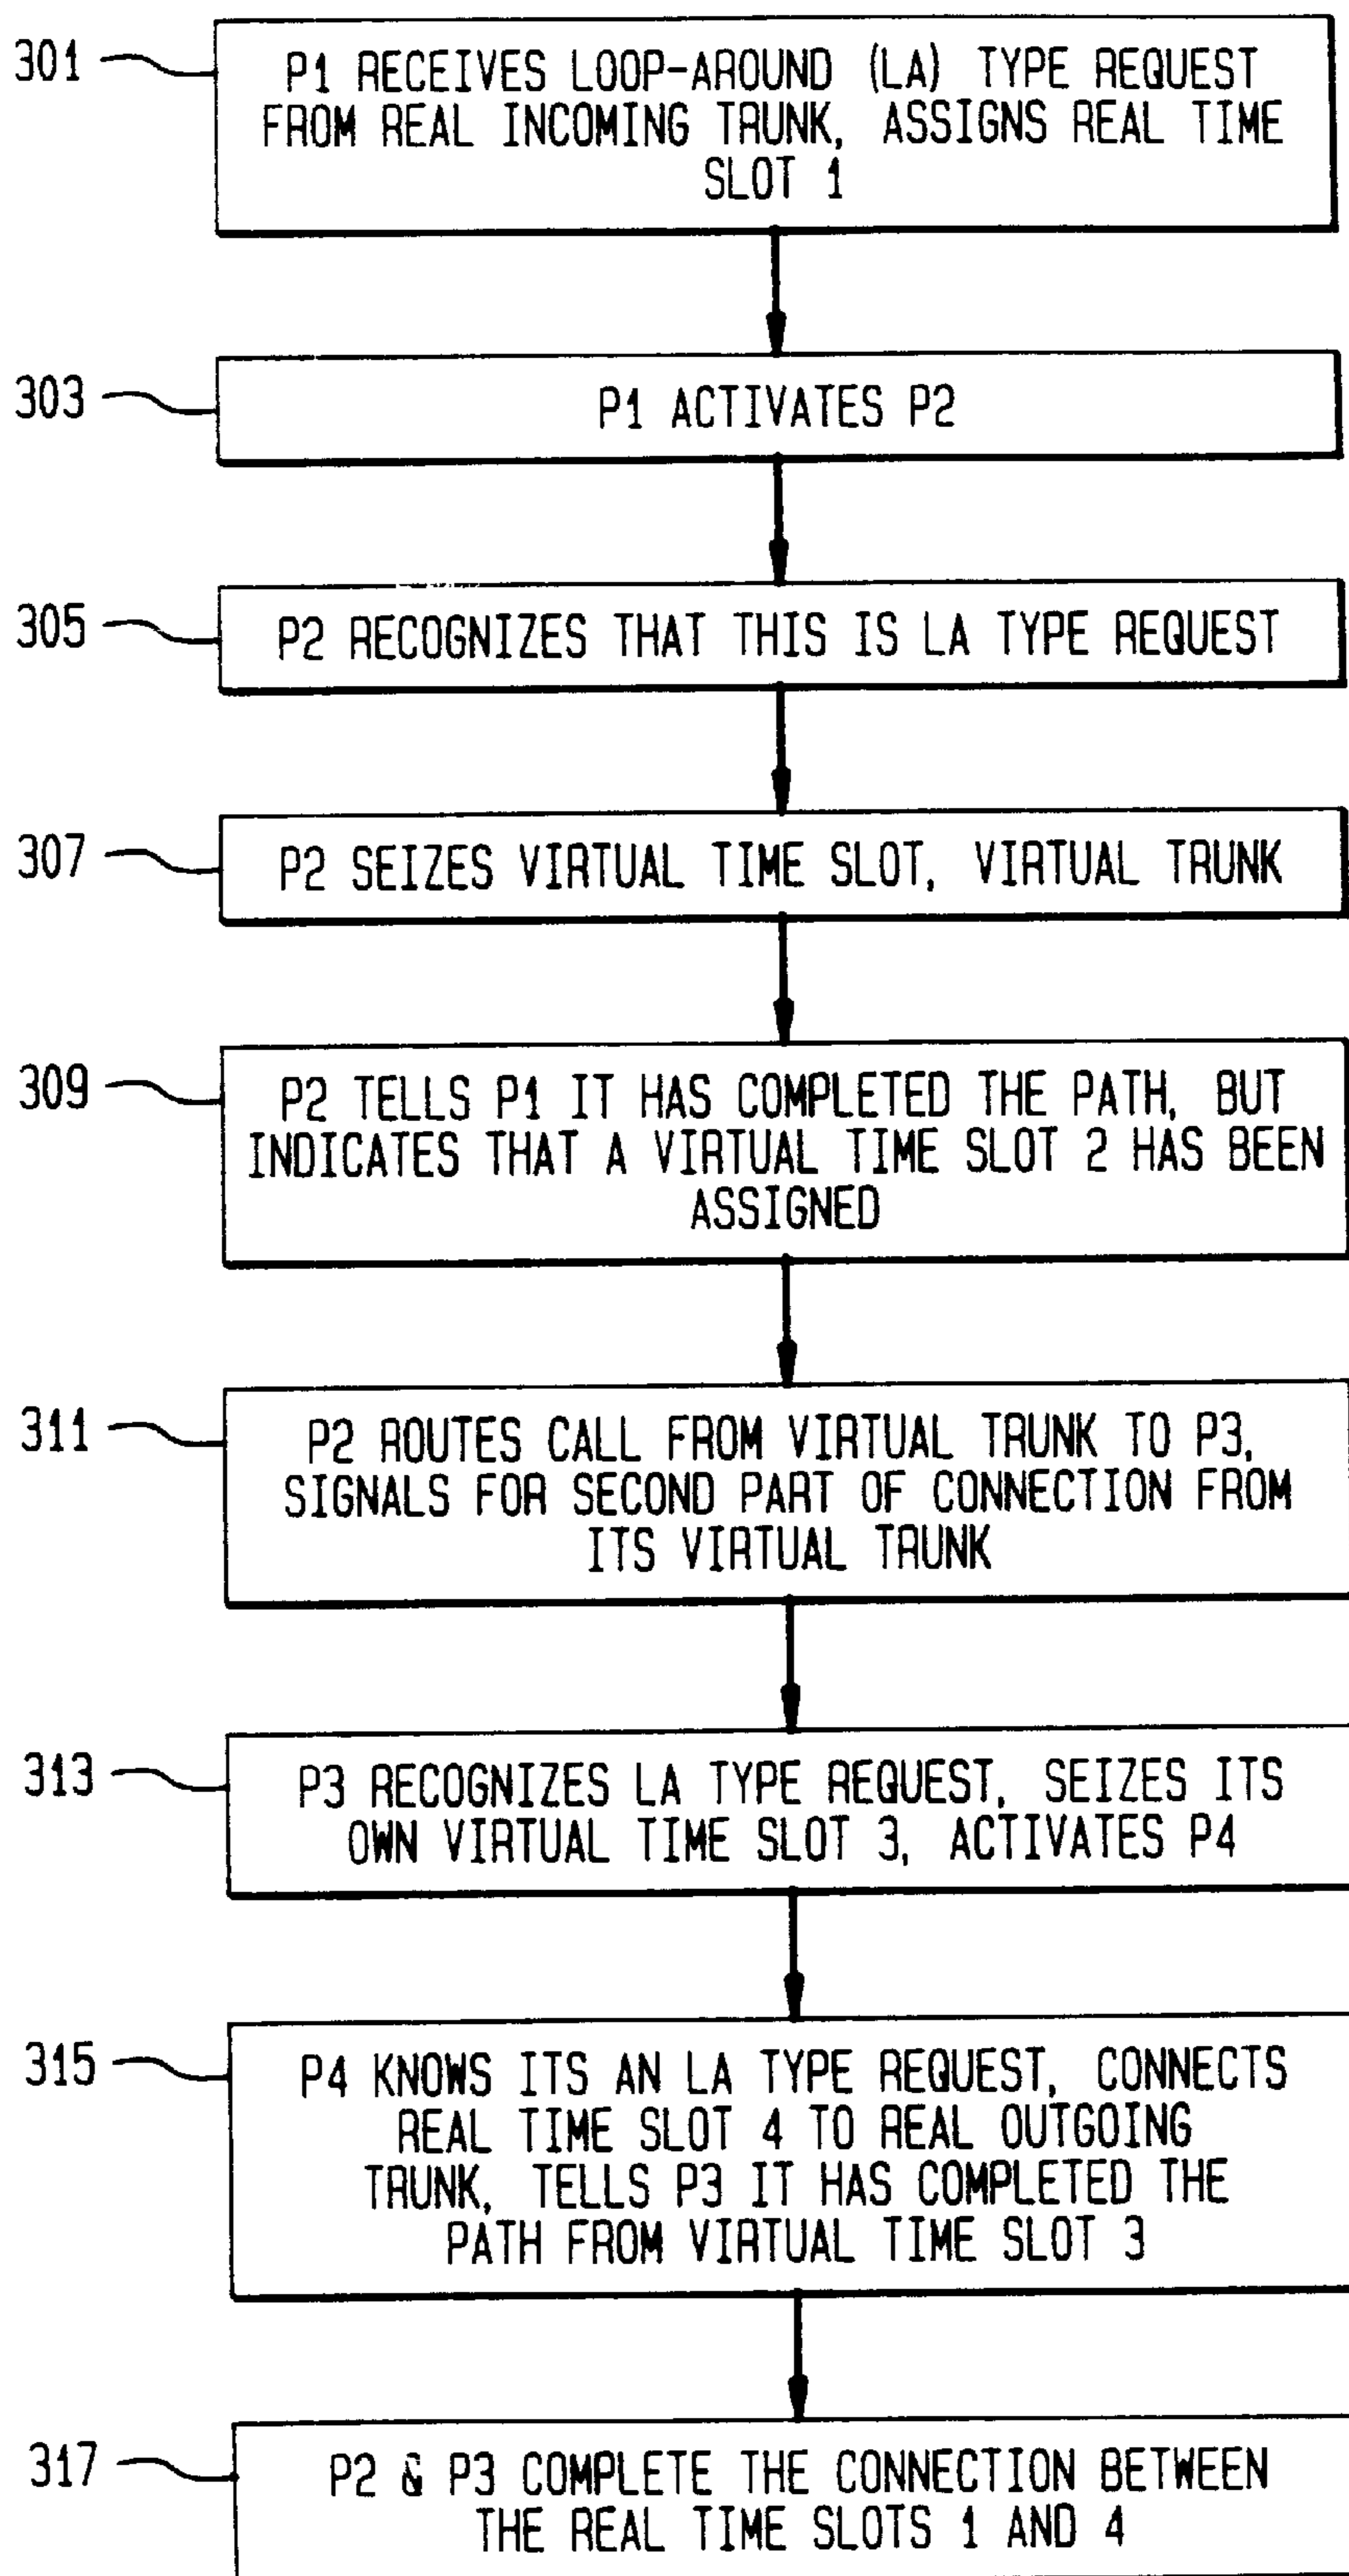 301
P1 RECEIVES LOOP-AROUND (LA) TYPE REQUEST
FROM REAL INCOMING TRUNK, ASSIGNS REAL TIME
SLOT 1
303
P1 ACTIVATES P2
305
P2 RECOGNIZES THAT THIS IS LA TYPE REQUEST
307
P2 SEIZES VIRTUAL TIME SLOT, VIRTUAL TRUNK
309
P2 TELLS P1 IT HAS COMPLETED THE PATH, BUT
INDICATES THAT A VIRTUAL TIME SLOT 2 HAS BEEN
ASSIGNED
311
P2 ROUTES CALL FROM VIRTUAL TRUNK TO P3,
SIGNALS FOR SECOND PART OF CONNECTION FROM
ITS VIRTUAL TRUNK
313
P3 RECOGNIZES LA TYPE REQUEST, SEIZES ITS
OWN VIRTUAL TIME SLOT 3, ACTIVATES P4
315
P4 KNOWS ITS AN LA TYPE REQUEST, CONNECTS
REAL TIME SLOT 4 TO REAL OUTGOING
TRUNK, TELLS P3 IT HAS COMPLETED THE
PATH FROM VIRTUAL TIME SLOT 3
317
P2 & P3 COMPLETE THE CONNECTION BETWEEN
THE REAL TIME SLOTS 1 AND 4